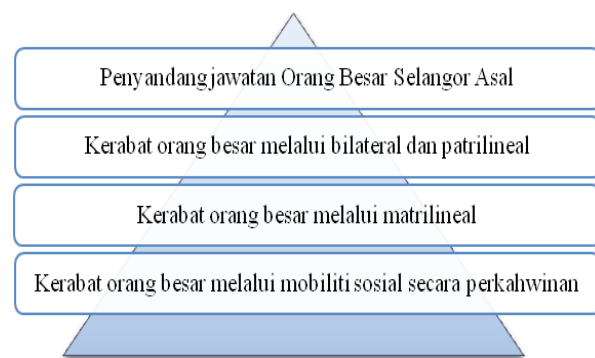 Penyandang jawatan Orang Besar Selangor Asal
Kerabat orang besar melalui bilateral dan patrilineal
Kerabat orang besar melalui matrilineal
Kerabat orang besar melalui mobiliti sosial secara perkahwinan